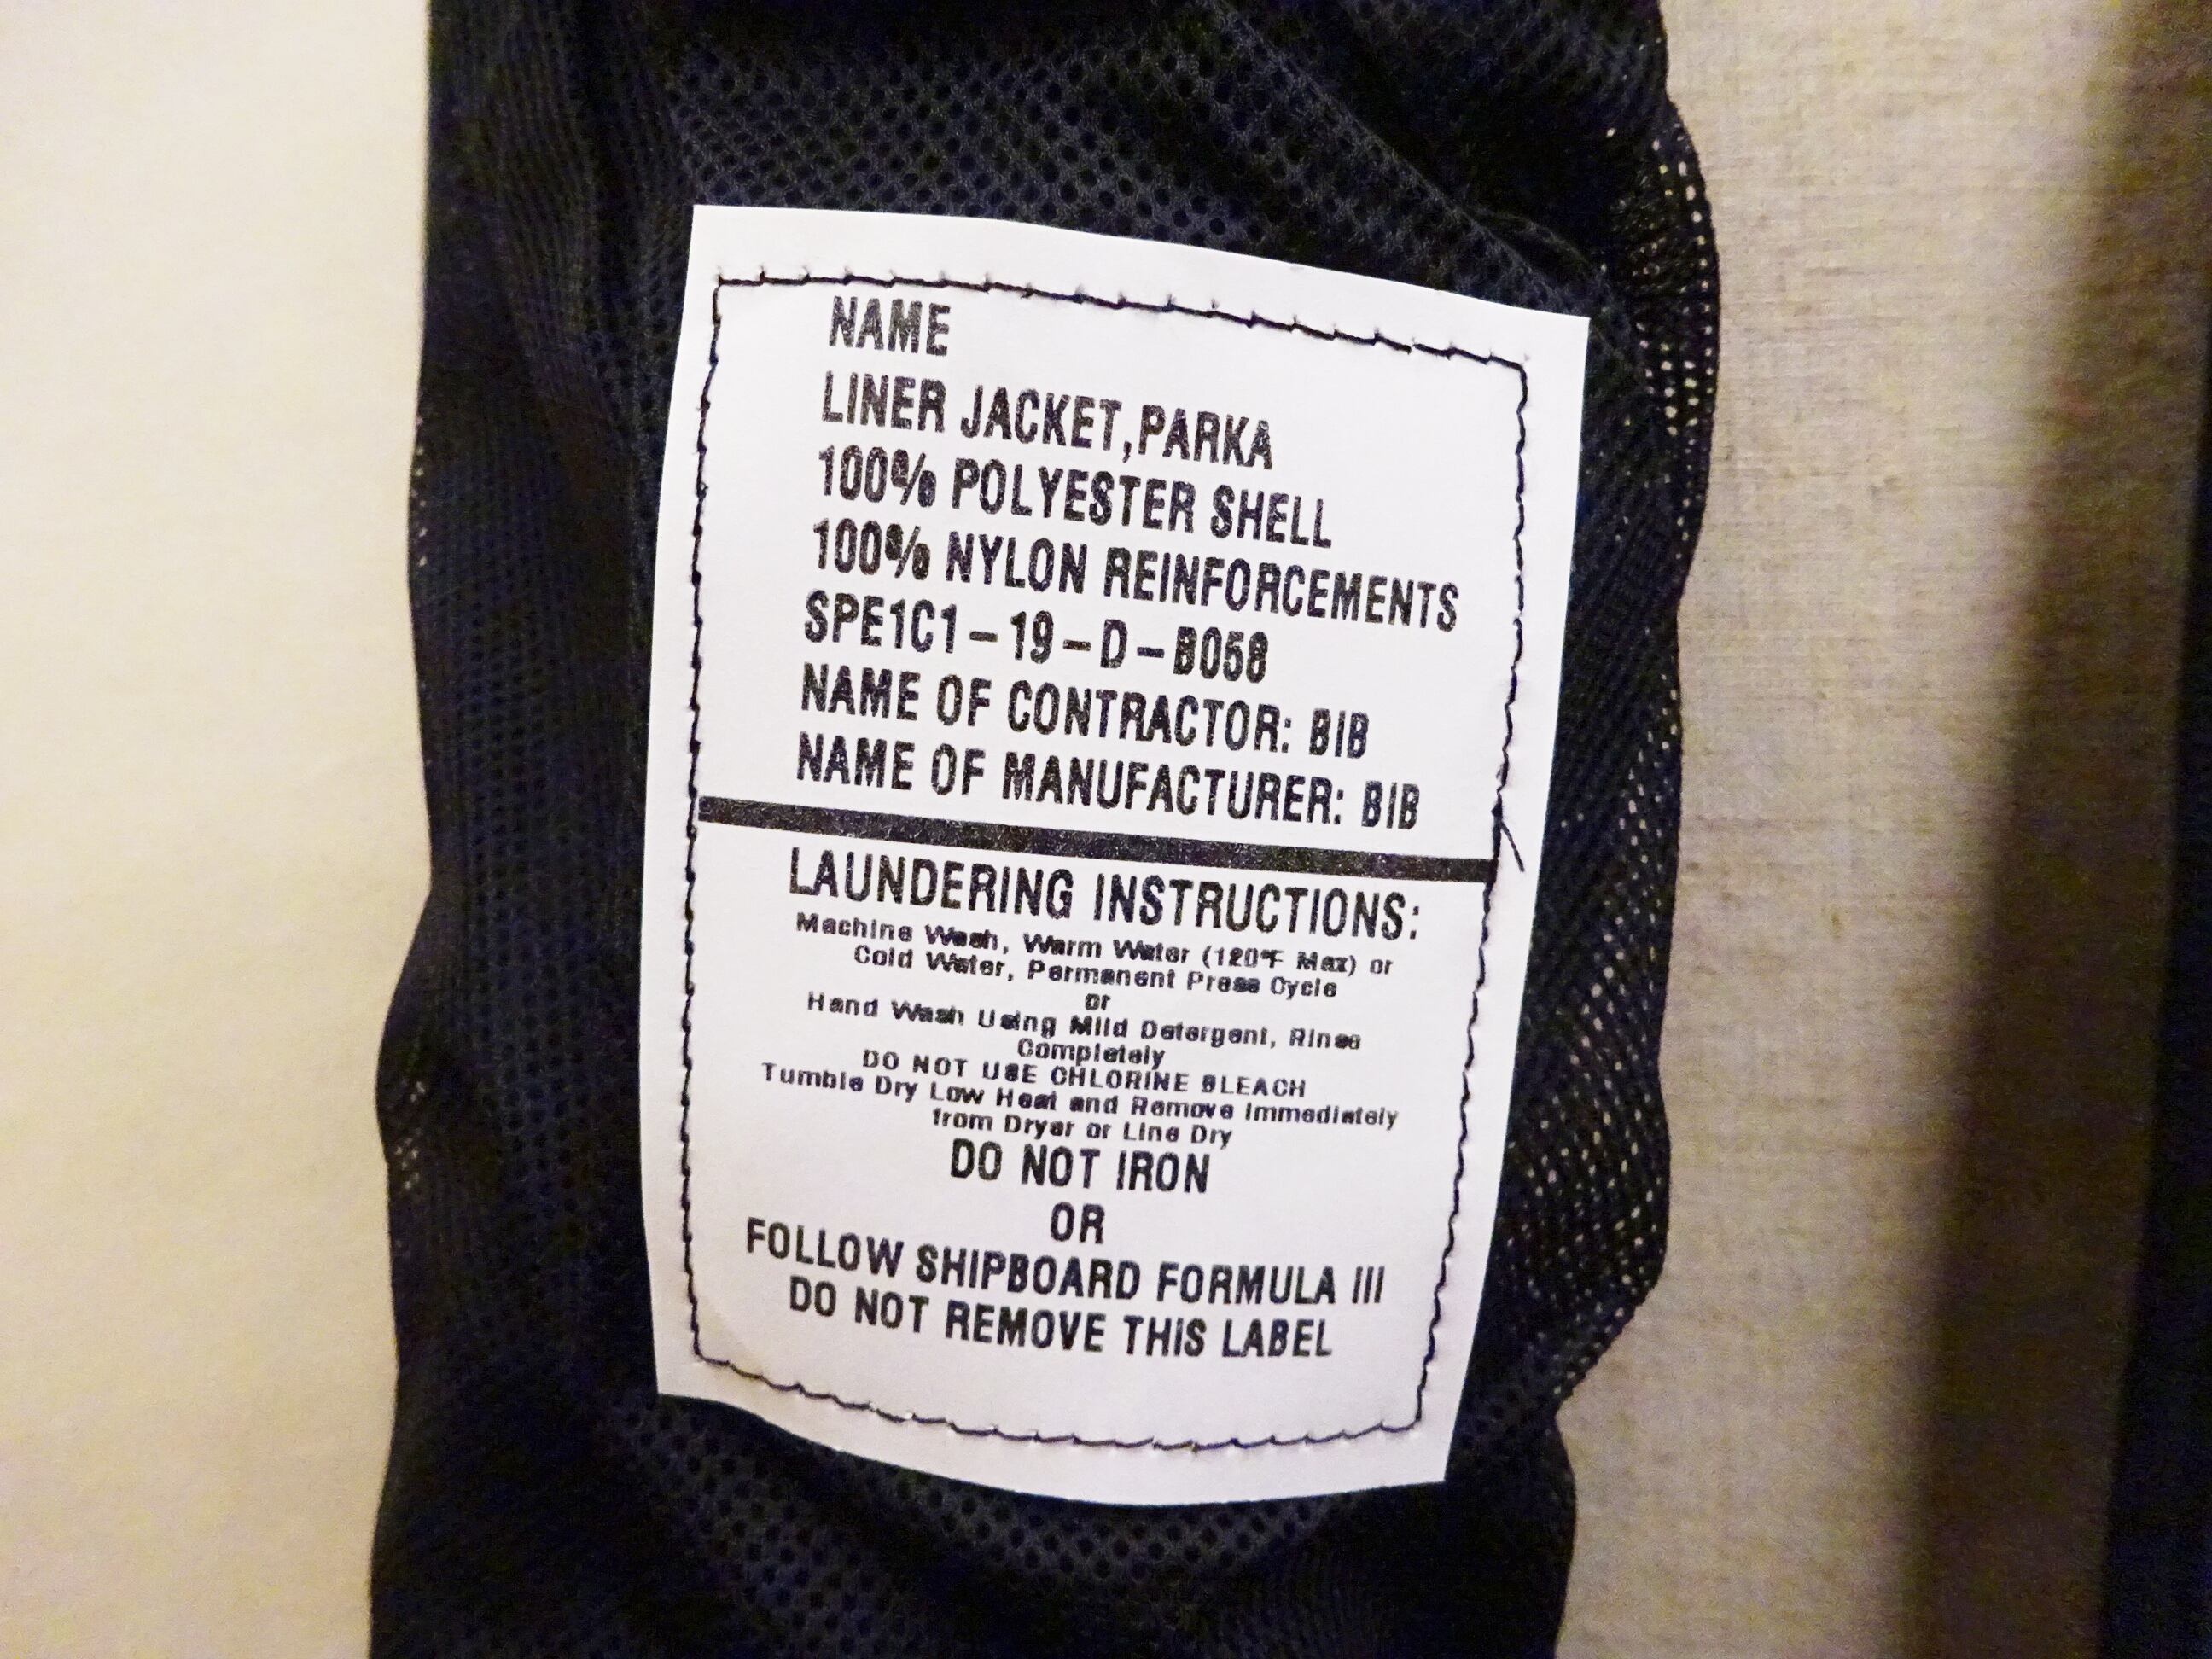 NAME
LINER JACKET,PARKA
100% POLYESTER SHELL
100% NYLON REINFORCEMENTS
SPE1C1-19-D-B058
NAME OF CONTRACTOR: BIB
NAME OF MANUFACTURER: BIB
LAUNDERING INSTRUCTIONS:
Machine Wash, Warm Water (120°F Max) or
Cold Water, Permanent Press Cycle
or
Hand Wash Using Mild Detergent, Rinse
Completely
DO NOT USE CHLORINE BLEACH
Tumble Dry Low Heat and Remove Immediately
from Dryer or Line Dry
DO NOT IRON
OR
FOLLOW SHIPBOARD FORMULA III
DO NOT REMOVE THIS LABEL